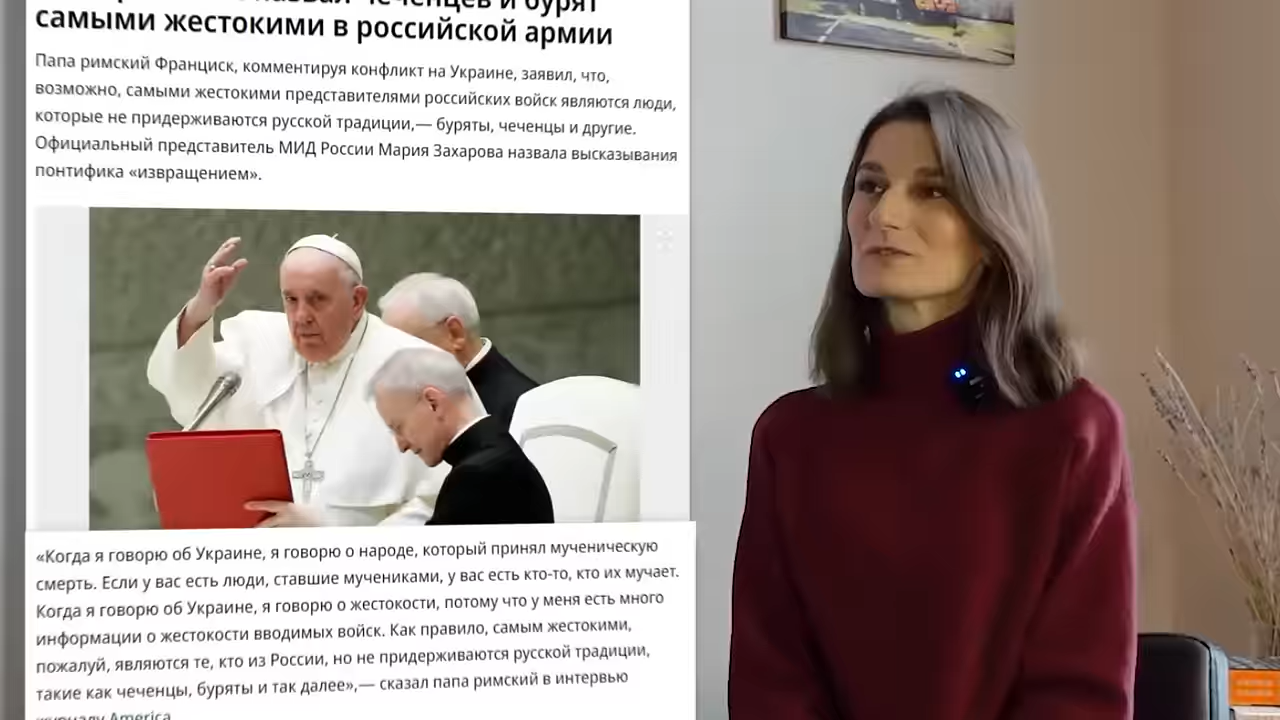 чеченцев и бурят
самыми жестокими в российской армии
Папа римский Франциск, комментируя конфликт на Украине, заявил, что,
возможно, самыми жестокими представителями российских войск являются люди,
которые не придерживаются русской традиции,— буряты, чеченцы и другие.
Официальный представитель МИД России Мария Захарова назвала высказывания
понтифика «извращением».
«Когда я говорю об Украине, я говорю о народе, который принял мученическую
смерть. Если у вас есть люди, ставшие мучениками, у вас есть кто-то, кто их мучает.
Когда я говорю об Украине, я говорю о жестокости, потому что у меня есть много
информации о жестокости вводимых войск. Как правило, самым жестокими,
пожалуй, являются те, кто из России, но не придерживаются русской традиции,
такие как чеченцы, буряты и так далее»,— сказал папа римский в интервью
журналу America